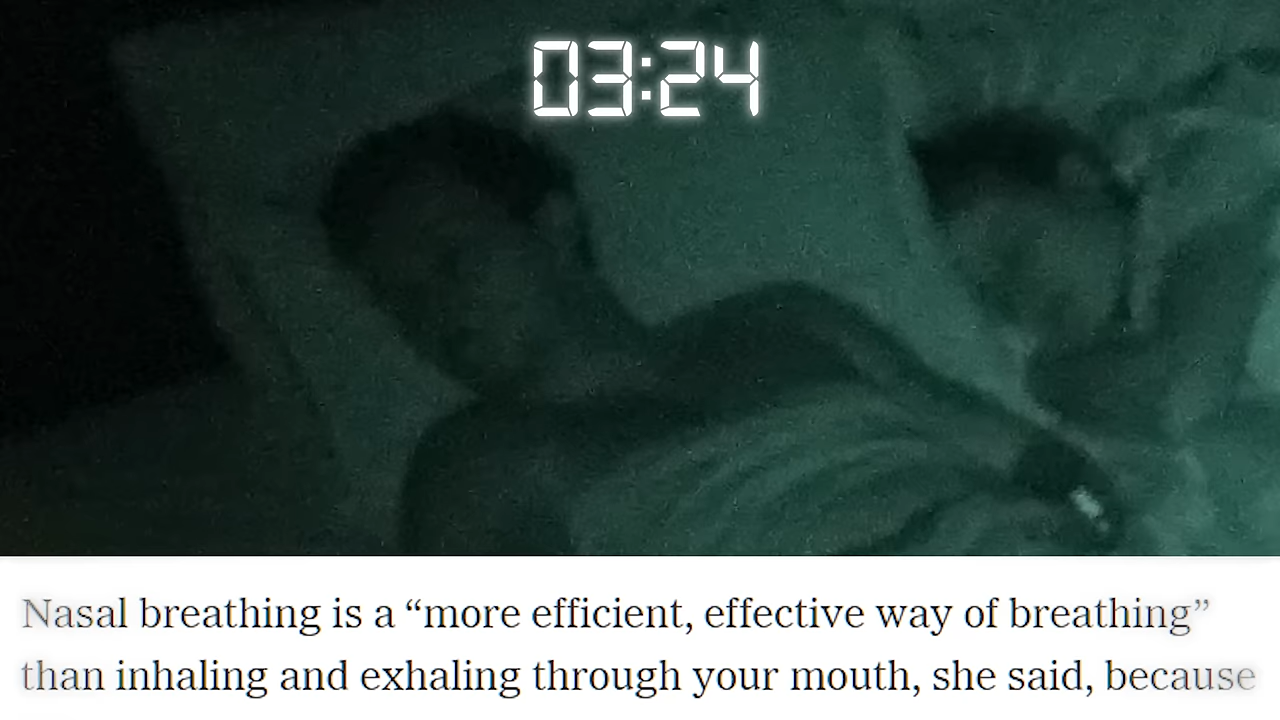 03:24
Nasal breathing is a “more efficient, effective way of breathing”
than inhaling and exhaling through your mouth, she said, because